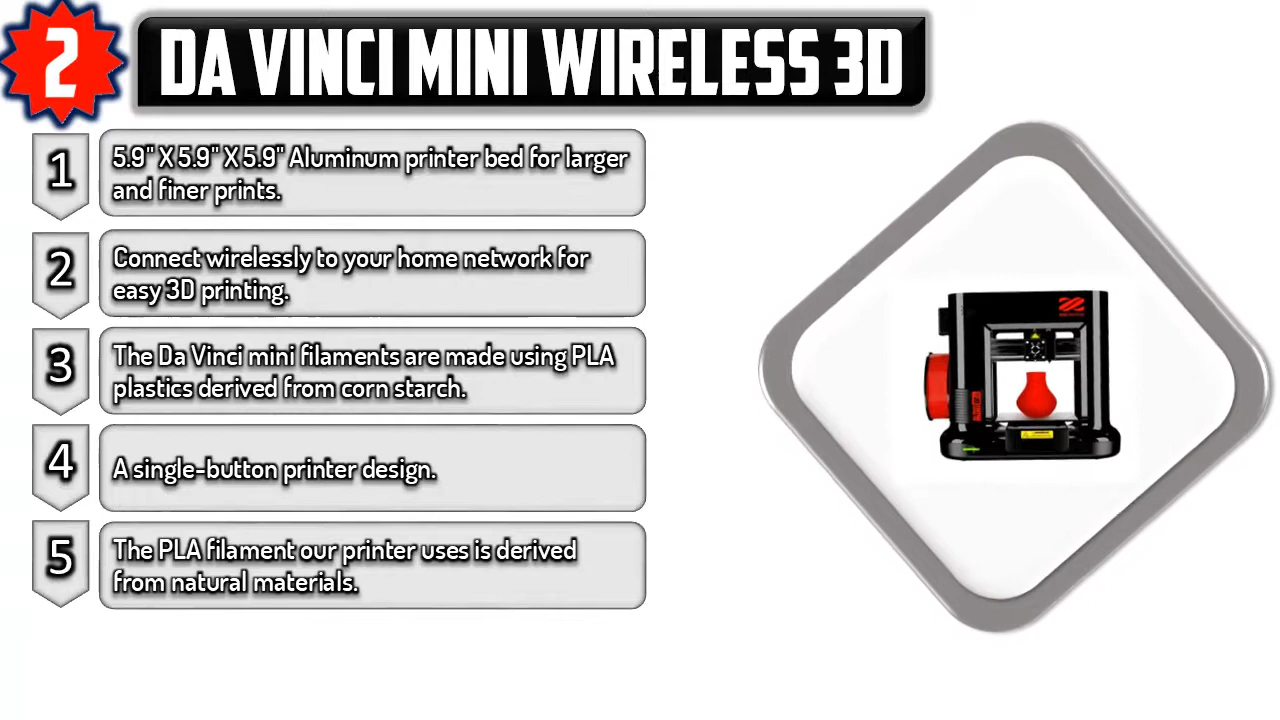 2
DA VINCI MINI WIRELESS 3D
1
5.9" X 5.9" X 5.9" Aluminum printer bed for larger
and finer prints.
2
Connect wirelessly to your home network for
easy 3D printing.
3
The Da Vinci mini filaments are made using PLA
plastics derived from corn starch.
4
A single-button printer design.
5
The PLA filament our printer uses is derived
from natural materials.